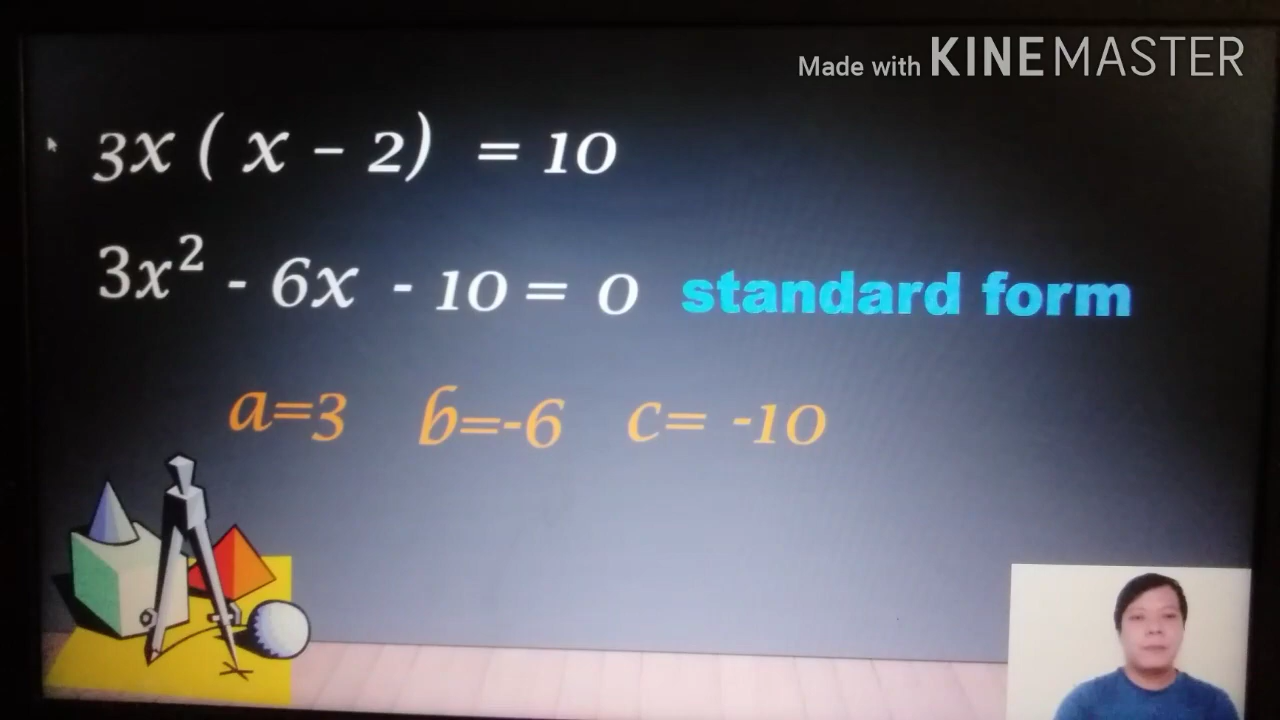 Made with KINEMASTER
3x ( x – 2) = 10
3x² - 6x - 10 = 0 standard form
a=3 b=-6 c= -10